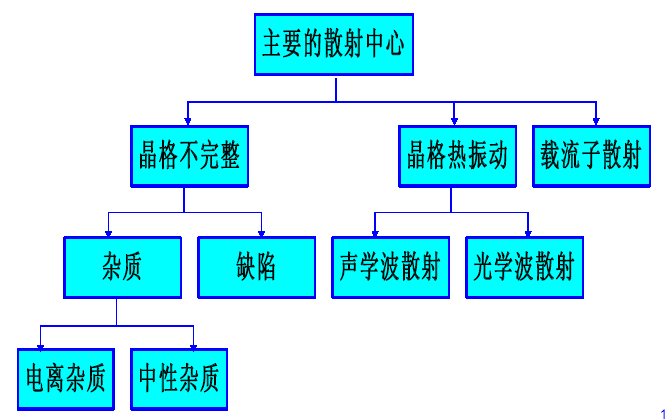 主要的散射中心
晶格不完整
晶格热振动
载流子散射
杂质
缺陷
声学波散射
光学波散射
电离杂质
中性杂质
1